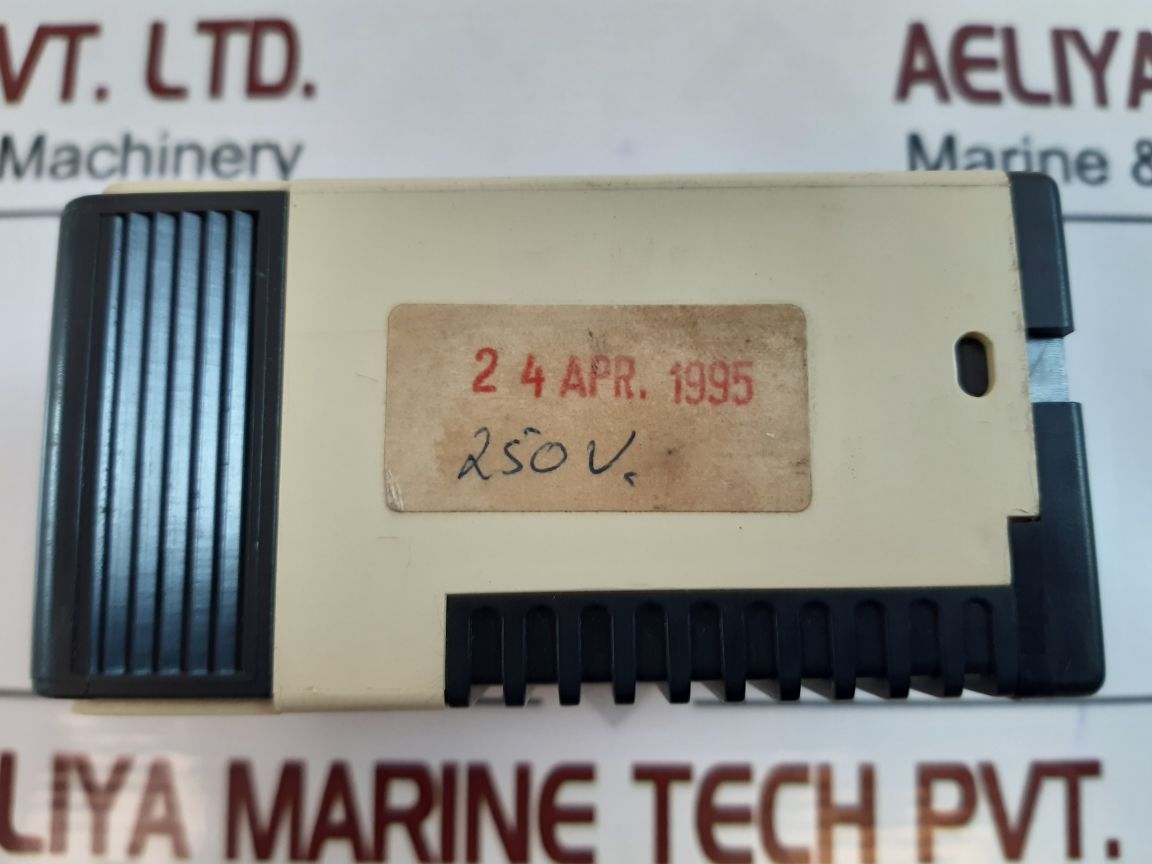 VT. LTD.
Machinery
AELIYA
Marine &
2 4 APR. 1995
250 V.
LIYA MARINE TECH PVT.